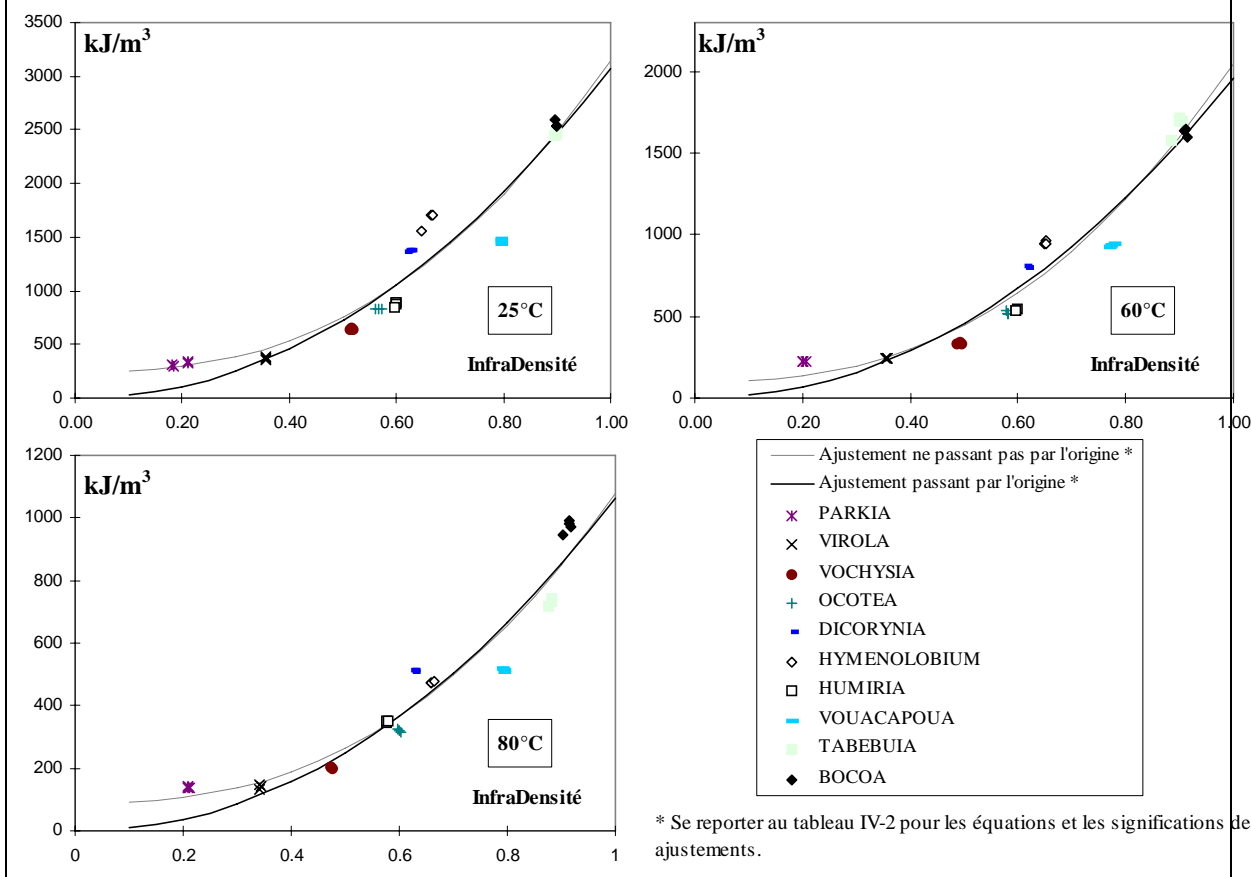 kJ/m³
3500
3000
2500
2000
1500
1000
500
0
0.00 0.20 0.40 0.60 0.80 1.00
25°C
InfraDensité
kJ/m³
2000
1500
1000
500
0
0.00 0.20 0.40 0.60 0.80 1.00
60°C
InfraDensité
kJ/m³
1200
1000
800
600
400
200
0
0 0.2 0.4 0.6 0.8 1
80°C
InfraDensité
Ajustement ne passant pas par l'origine *
Ajustement passant par l'origine *
PARKIA
VIROLA
VOCHYSIA
OCOTEA
DICORYNIA
HYMENOLOBIUM
HUMIRIA
VOUACAPOUA
TABEBUIA
BOCOA
* Se reporter au tableau IV-2 pour les équations et les significations de
ajustements.